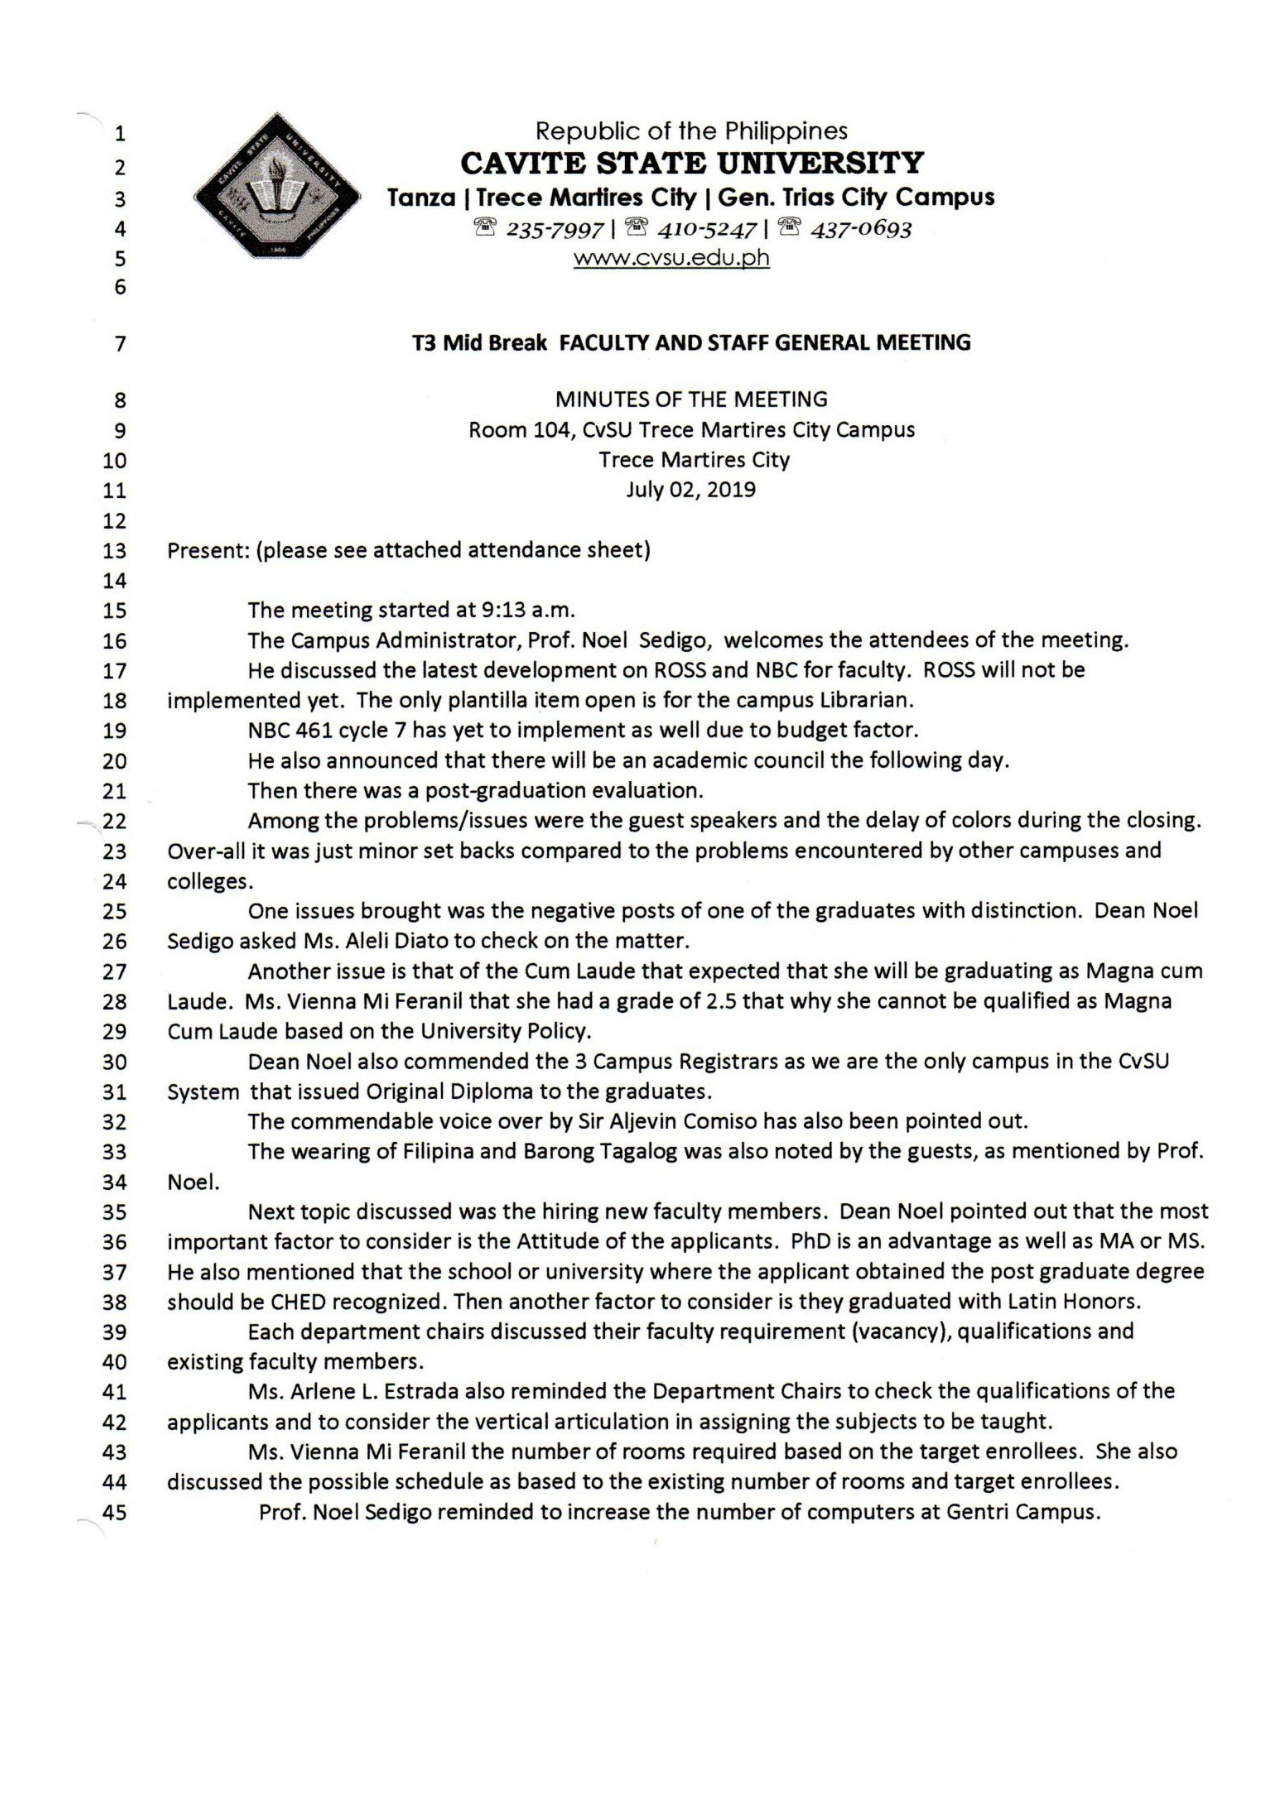 1 Republic of the Philippines
2 CAVITE STATE UNIVERSITY
3 Tanza | Trece Martires City | Gen. Trias City Campus
4 ☏ 235-7997 | ☏ 410-5247 | ☏ 437-0693
5 www.cvsu.edu.ph
6
CAVITE STATE UNIVERSITY
CAVITE PHILIPPINES
1906
7 T3 Mid Break FACULTY AND STAFF GENERAL MEETING
8 MINUTES OF THE MEETING
9 Room 104, CvSU Trece Martires City Campus
10 Trece Martires City
11 July 02, 2019
12
13 Present: (please see attached attendance sheet)
14
15 The meeting started at 9:13 a.m.
16 The Campus Administrator, Prof. Noel Sedigo, welcomes the attendees of the meeting.
17 He discussed the latest development on ROSS and NBC for faculty. ROSS will not be
18 implemented yet. The only plantilla item open is for the campus Librarian.
19 NBC 461 cycle 7 has yet to implement as well due to budget factor.
20 He also announced that there will be an academic council the following day.
21 Then there was a post-graduation evaluation.
22 Among the problems/issues were the guest speakers and the delay of colors during the closing.
23 Over-all it was just minor set backs compared to the problems encountered by other campuses and
24 colleges.
25 One issues brought was the negative posts of one of the graduates with distinction. Dean Noel
26 Sedigo asked Ms. Aleli Diato to check on the matter.
27 Another issue is that of the Cum Laude that expected that she will be graduating as Magna cum
28 Laude. Ms. Vienna Mi Feranil that she had a grade of 2.5 that why she cannot be qualified as Magna
29 Cum Laude based on the University Policy.
30 Dean Noel also commended the 3 Campus Registrars as we are the only campus in the CvSU
31 System that issued Original Diploma to the graduates.
32 The commendable voice over by Sir Aljevin Comiso has also been pointed out.
33 The wearing of Filipina and Barong Tagalog was also noted by the guests, as mentioned by Prof.
34 Noel.
35 Next topic discussed was the hiring new faculty members. Dean Noel pointed out that the most
36 important factor to consider is the Attitude of the applicants. PhD is an advantage as well as MA or MS.
37 He also mentioned that the school or university where the applicant obtained the post graduate degree
38 should be CHED recognized. Then another factor to consider is they graduated with Latin Honors.
39 Each department chairs discussed their faculty requirement (vacancy), qualifications and
40 existing faculty members.
41 Ms. Arlene L. Estrada also reminded the Department Chairs to check the qualifications of the
42 applicants and to consider the vertical articulation in assigning the subjects to be taught.
43 Ms. Vienna Mi Feranil the number of rooms required based on the target enrollees. She also
44 discussed the possible schedule as based to the existing number of rooms and target enrollees.
45 Prof. Noel Sedigo reminded to increase the number of computers at Gentri Campus.